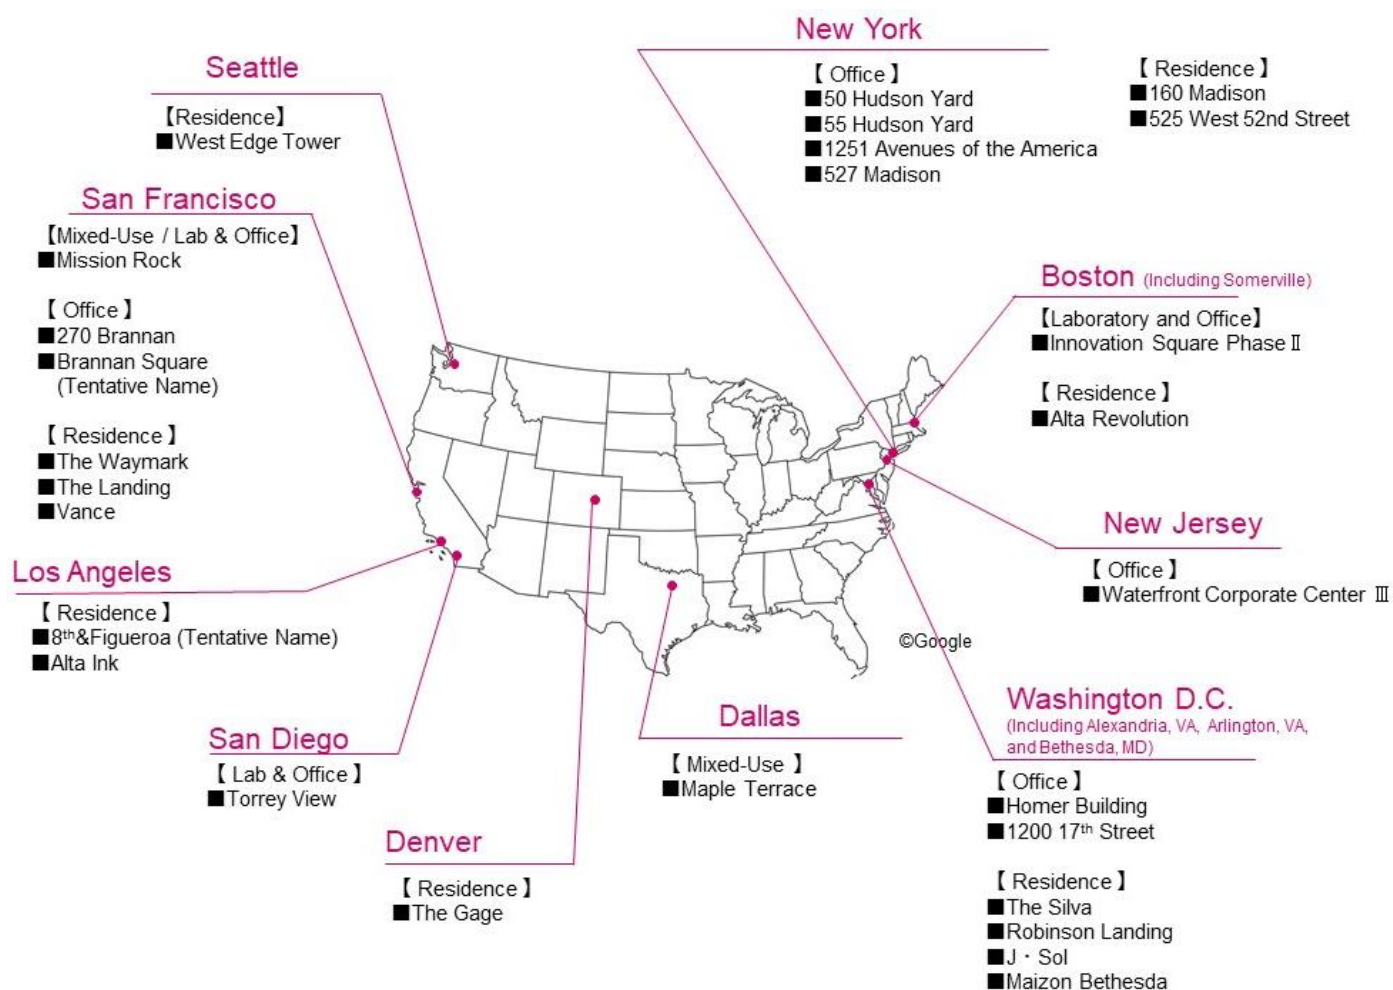 New York
【 Office 】
■50 Hudson Yard
■55 Hudson Yard
■1251 Avenues of the America
■527 Madison
【 Residence 】
■160 Madison
■525 West 52nd Street
Seattle
【Residence】
■West Edge Tower
San Francisco
【Mixed-Use / Lab & Office】
■Mission Rock
【 Office 】
■270 Brannan
■Brannan Square
(Tentative Name)
【 Residence 】
■The Waymark
■The Landing
■Vance
Boston (Including Somerville)
【Laboratory and Office】
■Innovation Square Phase Ⅱ
【 Residence 】
■Alta Revolution
New Jersey
【 Office 】
■Waterfront Corporate Center Ⅲ
Los Angeles
【 Residence 】
■8th&Figueroa (Tentative Name)
■Alta Ink
©Google
San Diego
【 Lab & Office 】
■Torrey View
Dallas
【 Mixed-Use 】
■Maple Terrace
Washington D.C.
(Including Alexandria, VA, Arlington, VA,
and Bethesda, MD)
【 Office 】
■Homer Building
■1200 17th Street
【 Residence 】
■The Silva
■Robinson Landing
■J・Sol
■Maizon Bethesda
Denver
【 Residence 】
■The Gage